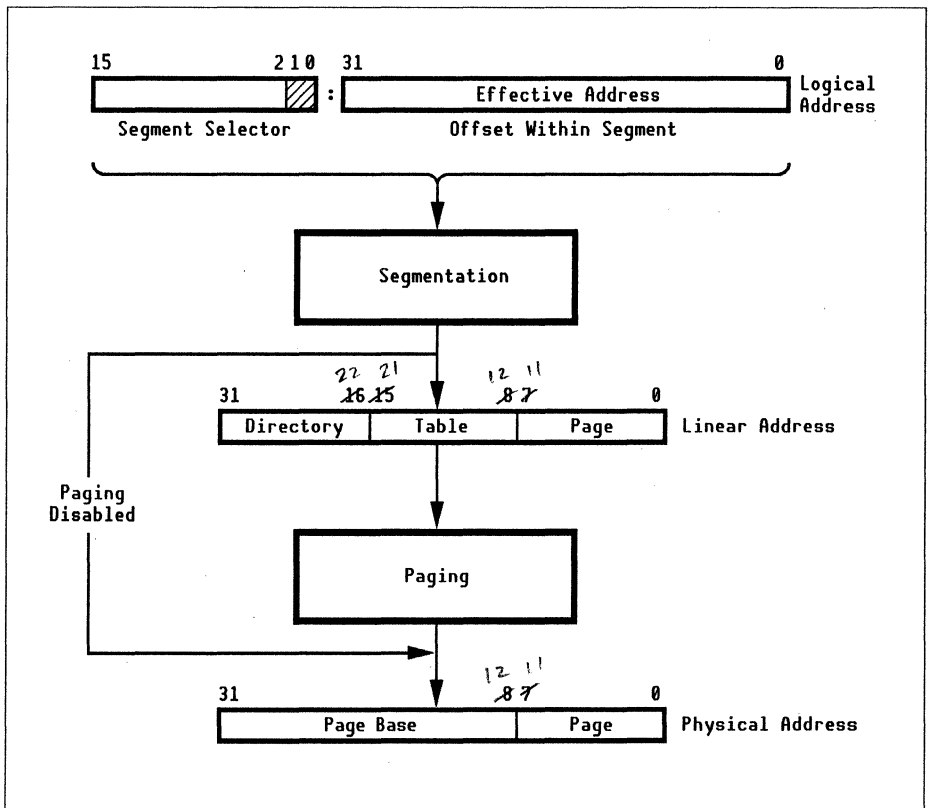 15 2 1 0 31 0
: Effective Address Logical
Address
Segment Selector Offset Within Segment
Segmentation
22 21 12 11
31 16 15 8 7 0
Directory Table Page Linear Address
Paging
Disabled
Paging
12 11
31 8 7 0
Page Base Page Physical Address